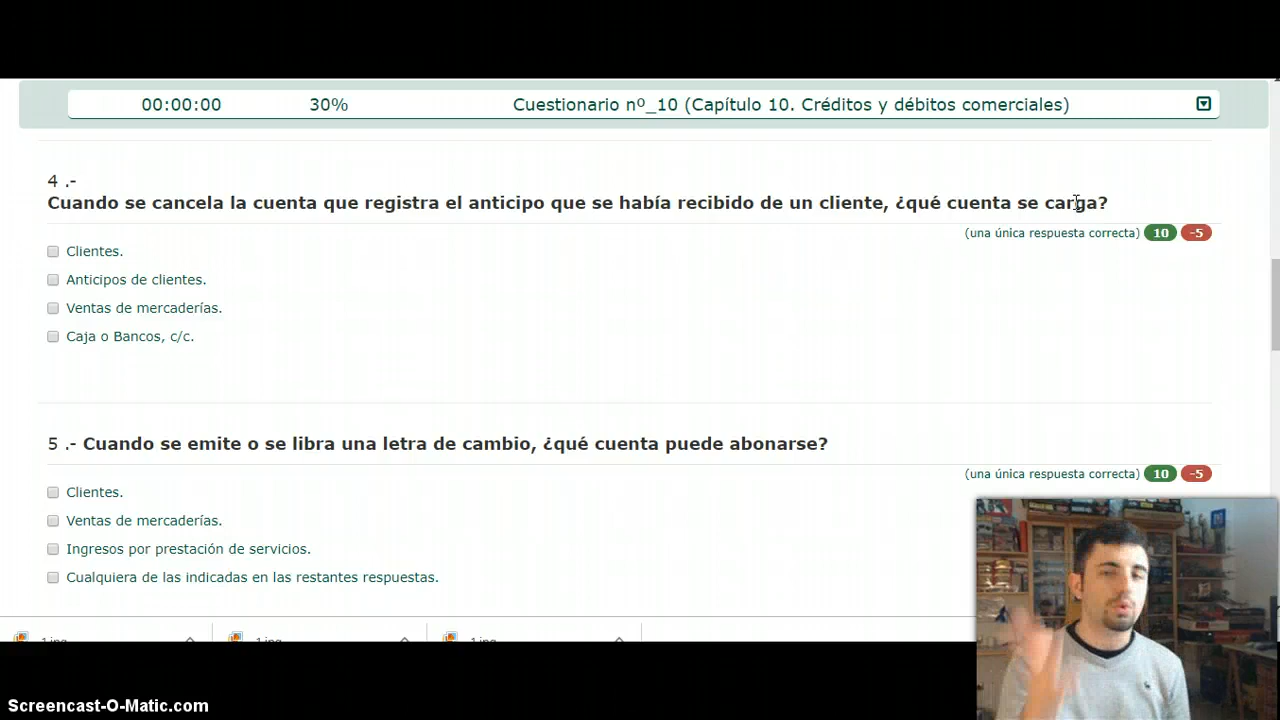 00:00:00 30% Cuestionario nº_10 (Capítulo 10. Créditos y débitos comerciales)
4 .-
Cuando se cancela la cuenta que registra el anticipo que se había recibido de un cliente, ¿qué cuenta se carga?
(una única respuesta correcta) 10 -5
Clientes.
Anticipos de clientes.
Ventas de mercaderías.
Caja o Bancos, c/c.
5 .- Cuando se emite o se libra una letra de cambio, ¿qué cuenta puede abonarse?
(una única respuesta correcta) 10 -5
Clientes.
Ventas de mercaderías.
Ingresos por prestación de servicios.
Cualquiera de las indicadas en las restantes respuestas.
Screencast-O-Matic.com